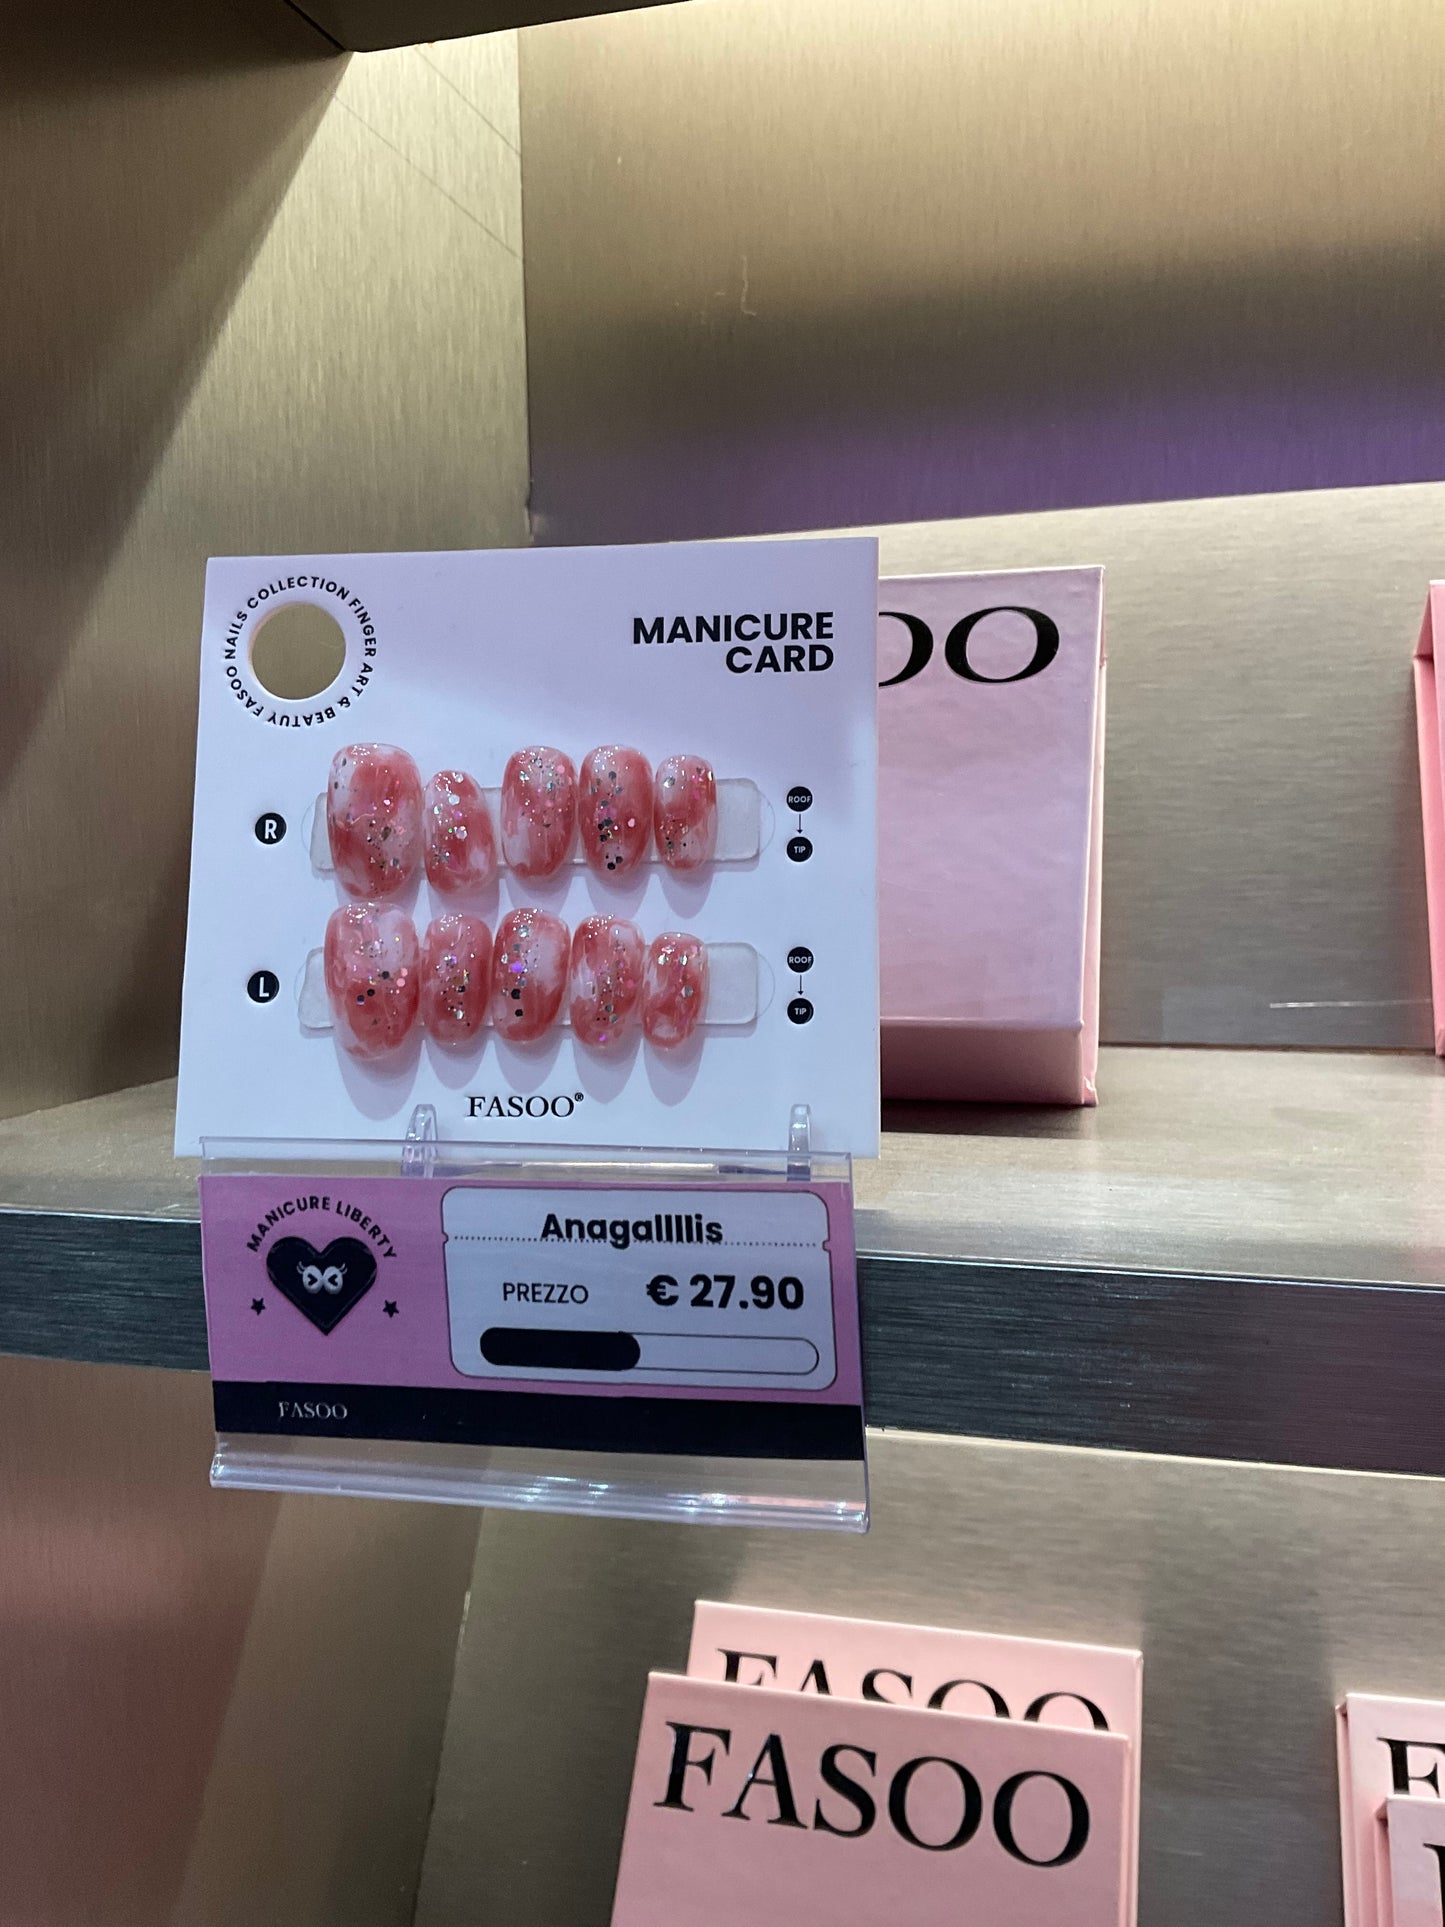 FASOO NAILS COLLECTION FINGER ART & BEATUY
MANICURE
CARD
OO
R
ROOF
TIP
L
ROOF
TIP
FASOO®
MANICURE LIBERTY
Anagallllis
PREZZO € 27.90
FASOO
FASOO
FASOO
F